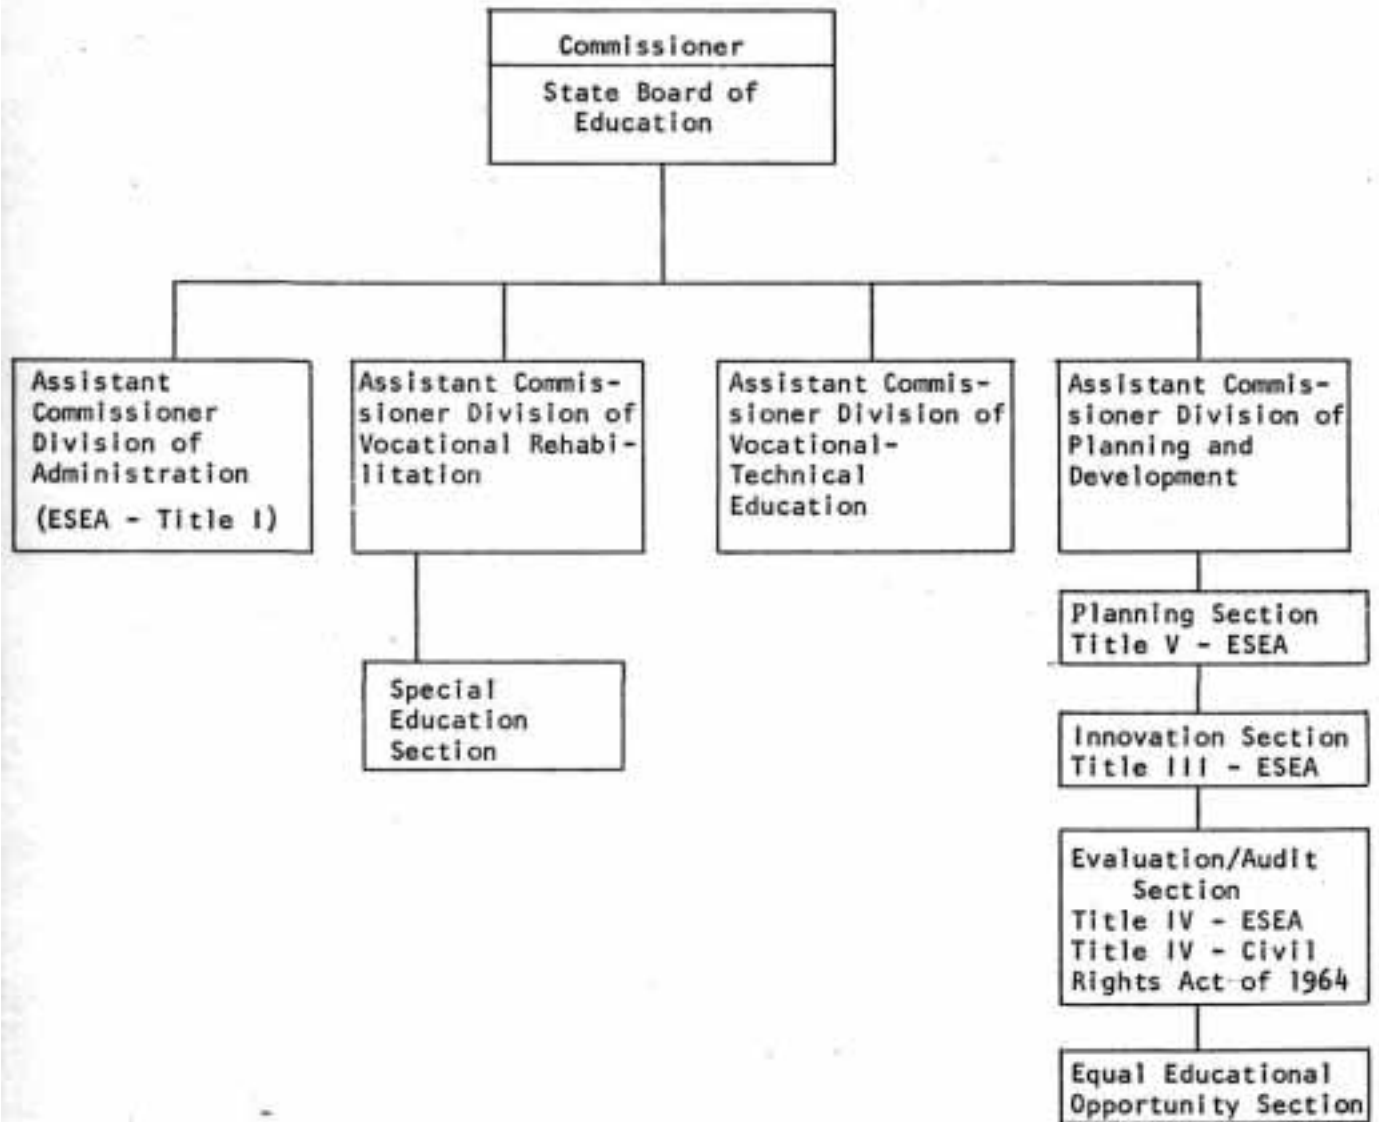 Commissioner
State Board of
Education
Assistant
Commissioner
Division of
Administration
(ESEA - Title I)
Assistant Commis-
sioner Division of
Vocational Rehabi-
litation
Assistant Commis-
sioner Division of
Vocational-
Technical
Education
Assistant Commis-
sioner Division of
Planning and
Development
Special
Education
Section
Planning Section
Title V - ESEA
Innovation Section
Title III - ESEA
Evaluation/Audit
Section
Title IV - ESEA
Title IV - Civil
Rights Act of 1964
Equal Educational
Opportunity Section